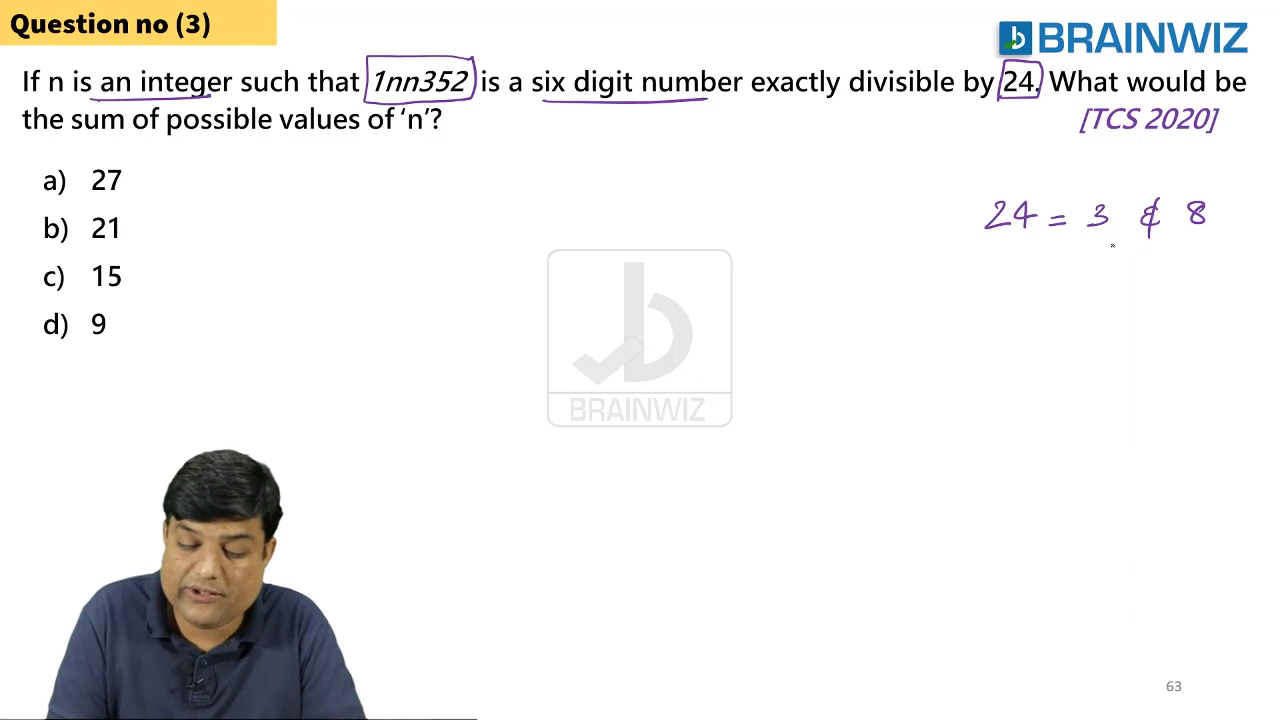 Question no (3)
BRAINWIZ
If n is an integer such that 1nn352 is a six digit number exactly divisible by 24. What would be
the sum of possible values of ‘n’?
[TCS 2020]
a) 27
b) 21
c) 15
d) 9
24 = 3 & 8
BRAINWIZ
63